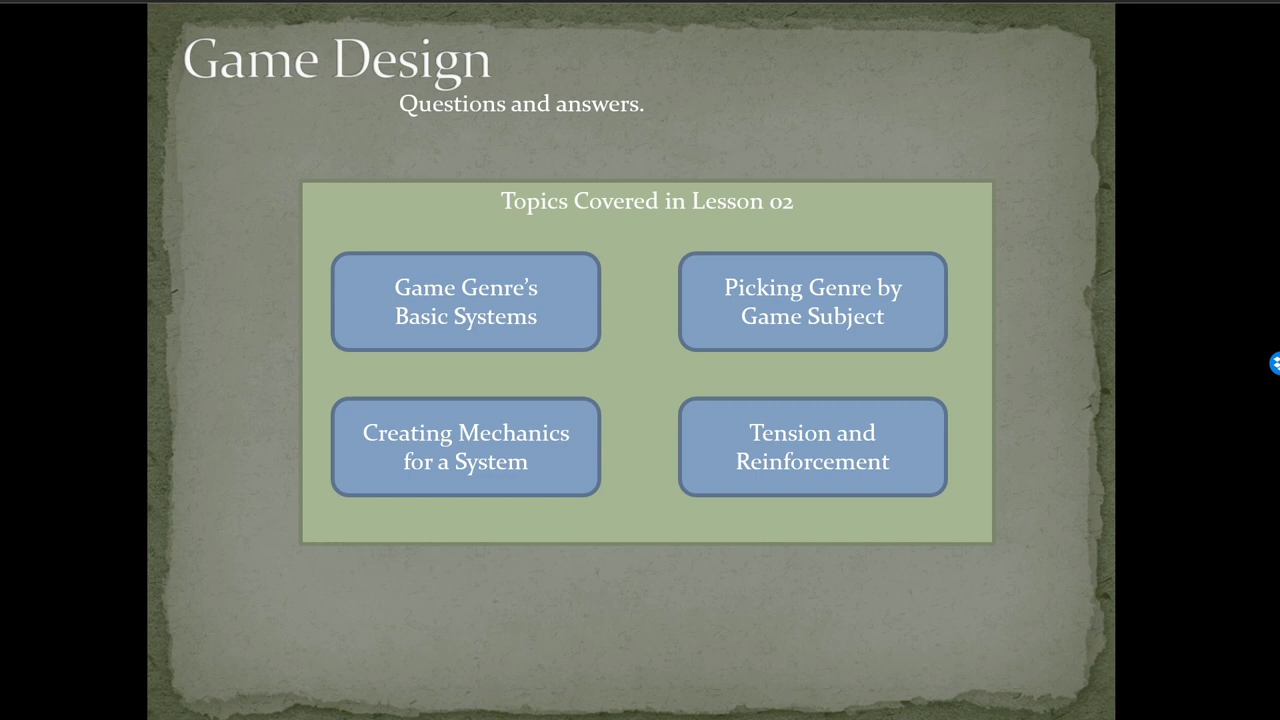 Game Design
Questions and answers.
Topics Covered in Lesson 02
Game Genre’s
Basic Systems
Picking Genre by
Game Subject
Creating Mechanics
for a System
Tension and
Reinforcement